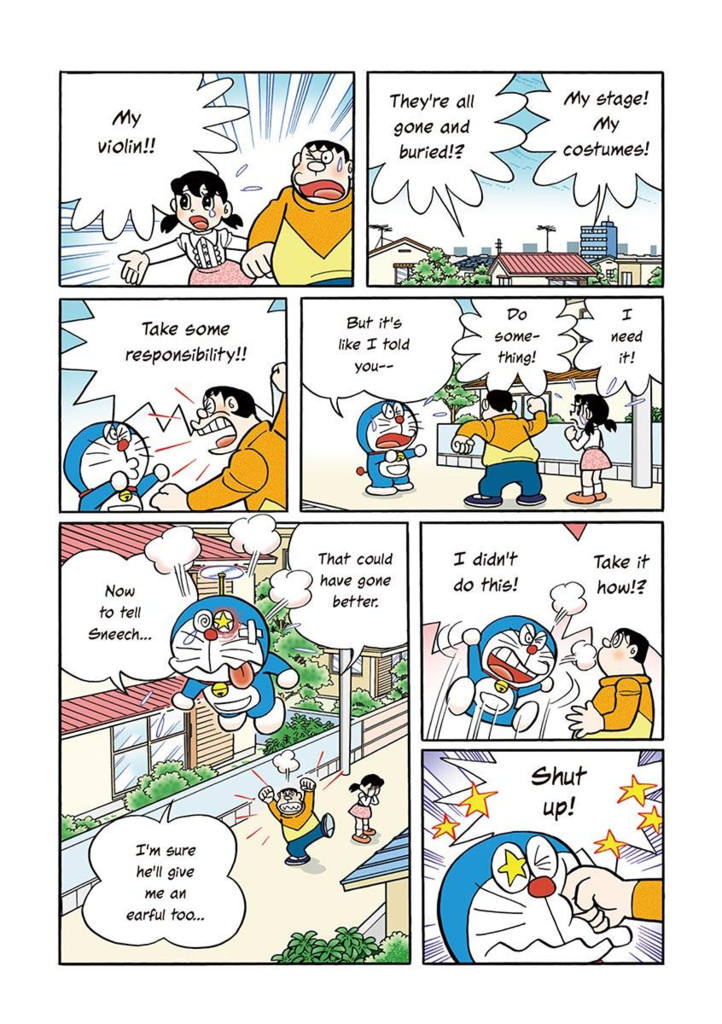 My stage!
My
costumes!
They're all
gone and
buried!?
My
violin!!
I
need
it!
Do
some-
thing!
But it's
like I told
you--
Take some
responsibility!!
Take it
how!?
I didn't
do this!
Shut
up!
That could
have gone
better.
Now
to tell
Sneech...
I'm sure
he'll give
me an
earful too...